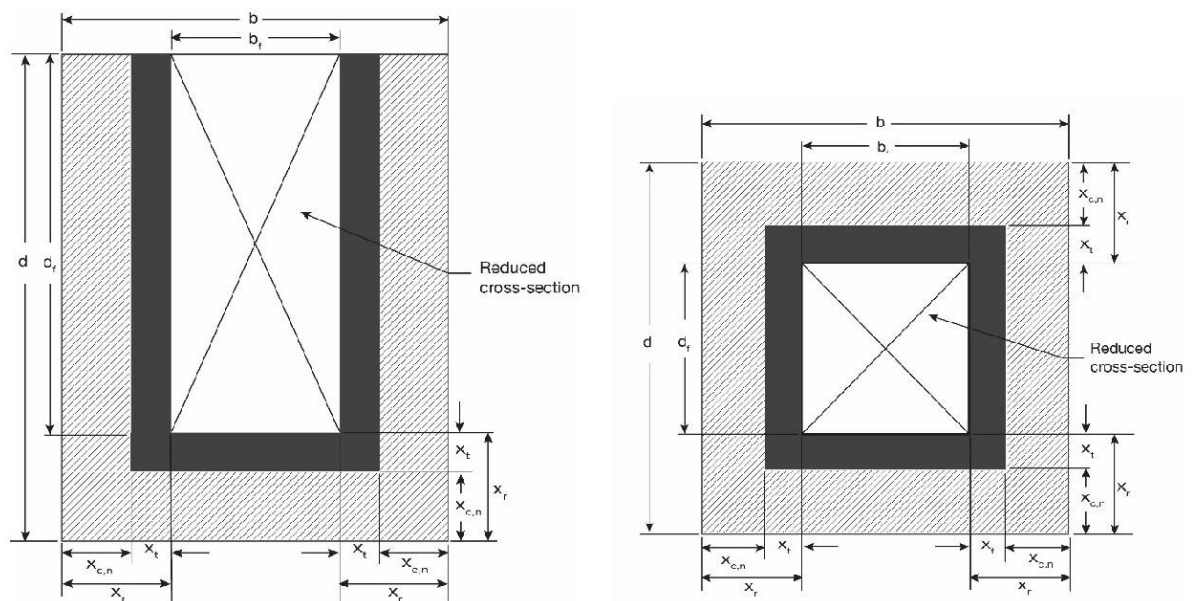 b
b_f
d
d_f
Reduced
cross-section
x_t
x_r
x_c,n
x_c,n
x_t
x_t
x_c,n
x_r
x_r
b
b
x_c,n
x_r
x_t
d
d_f
Reduced
cross-section
x_t
x_r
x_c,n
x_c,n
x_t
x_t
x_c,n
x_r
x_r